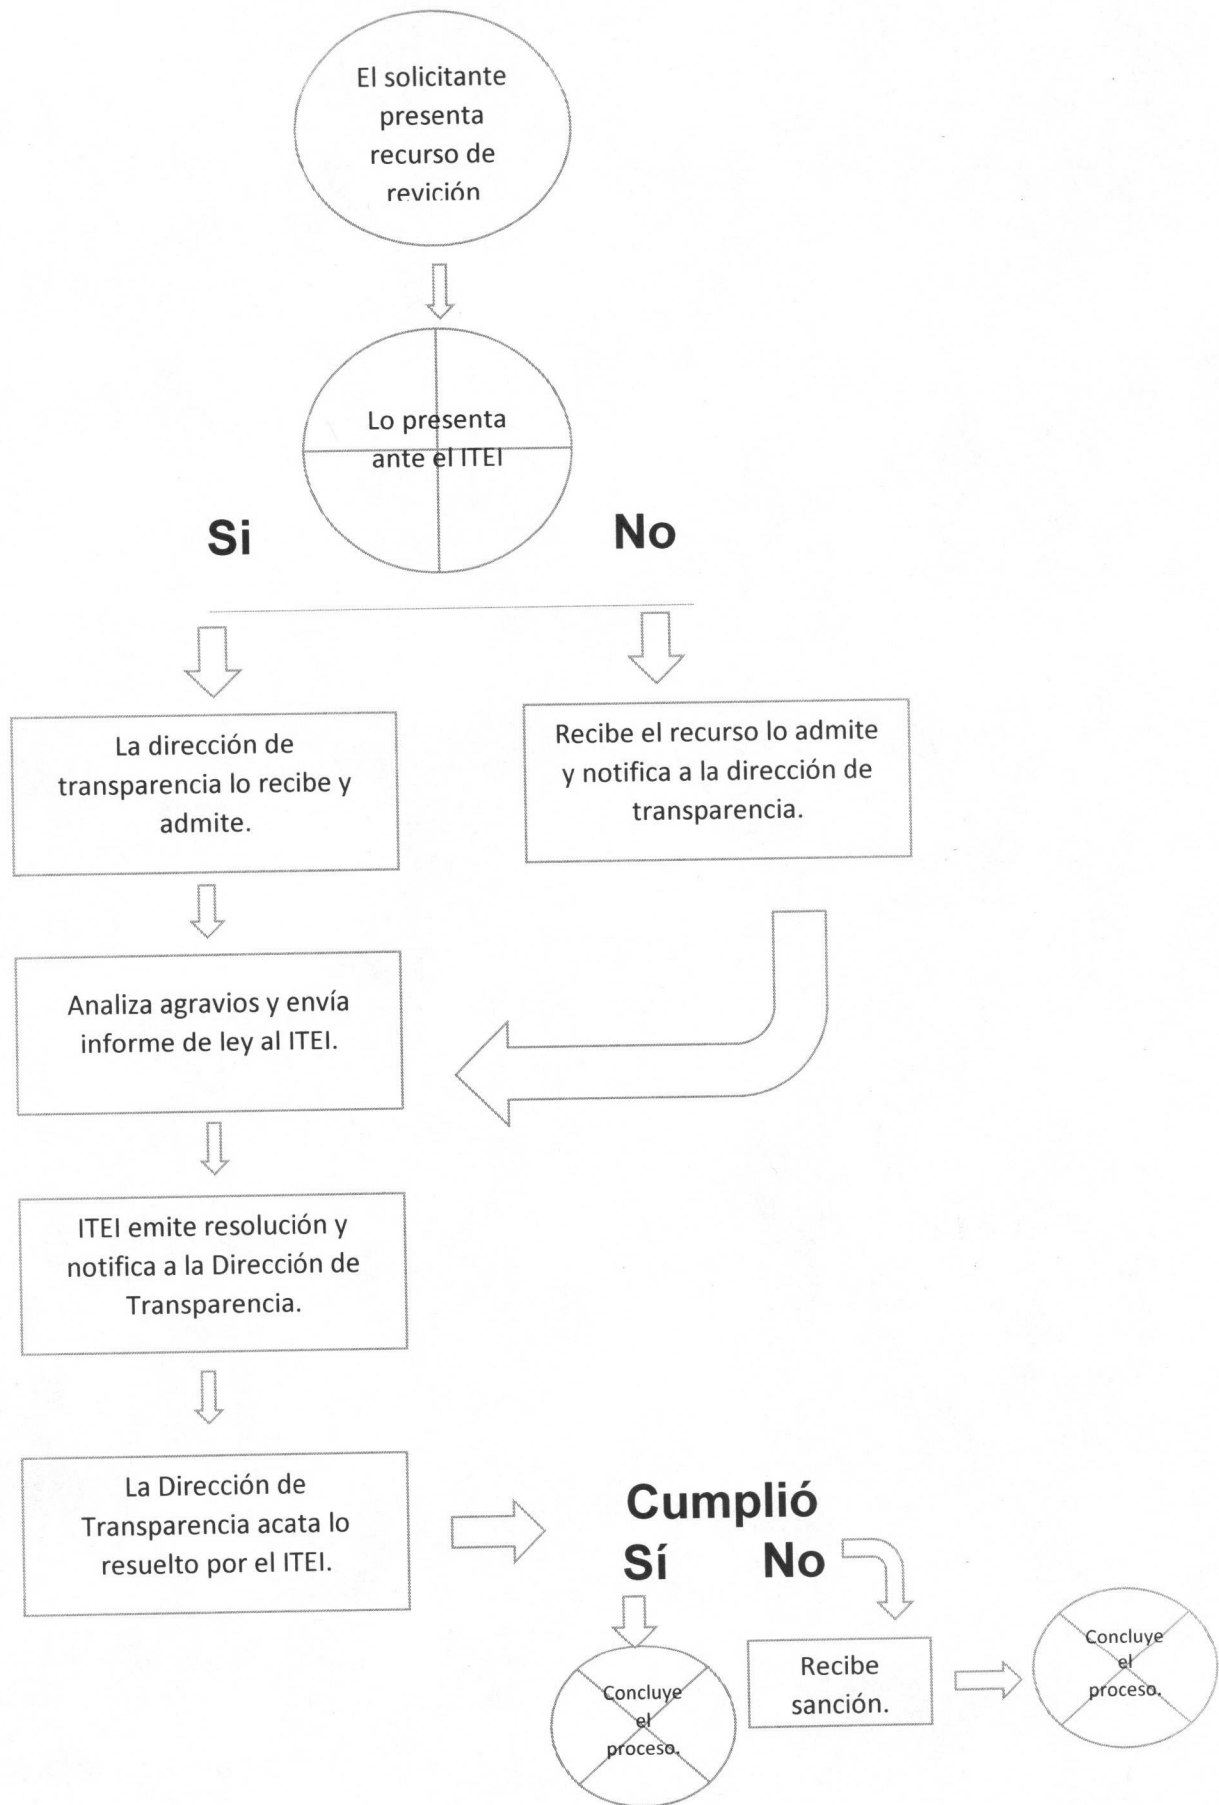 El solicitante
presenta
recurso de
revición
Lo presenta
ante el ITEI
Si
No
La dirección de
transparencia lo recibe y
admite.
Recibe el recurso lo admite
y notifica a la dirección de
transparencia.
Analiza agravios y envía
informe de ley al ITEI.
ITEI emite resolución y
notifica a la Dirección de
Transparencia.
La Dirección de
Transparencia acata lo
resuelto por el ITEI.
Cumplió
Sí
No
Concluye
el
proceso.
Recibe
sanción.
Concluye
el
proceso.